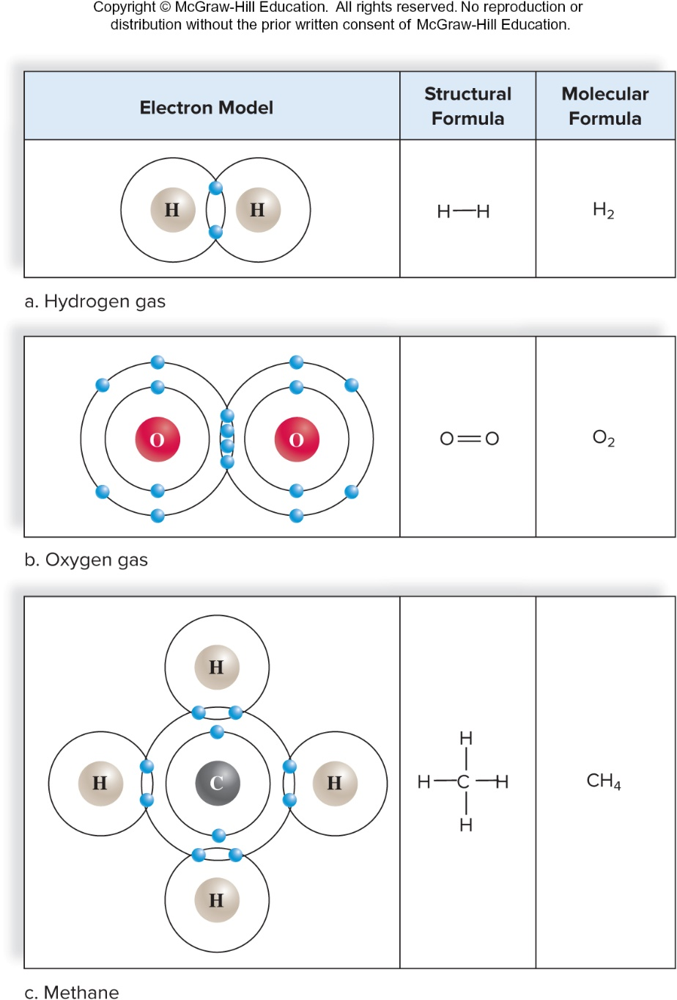 Copyright © McGraw-Hill Education. All rights reserved. No reproduction or
distribution without the prior written consent of McGraw-Hill Education.
Electron Model
Structural
Formula
Molecular
Formula
H H
H—H
H₂
a. Hydrogen gas
O O
O=O
O₂
b. Oxygen gas
H
H C H
H
H
H—C—H
H
CH₄
c. Methane